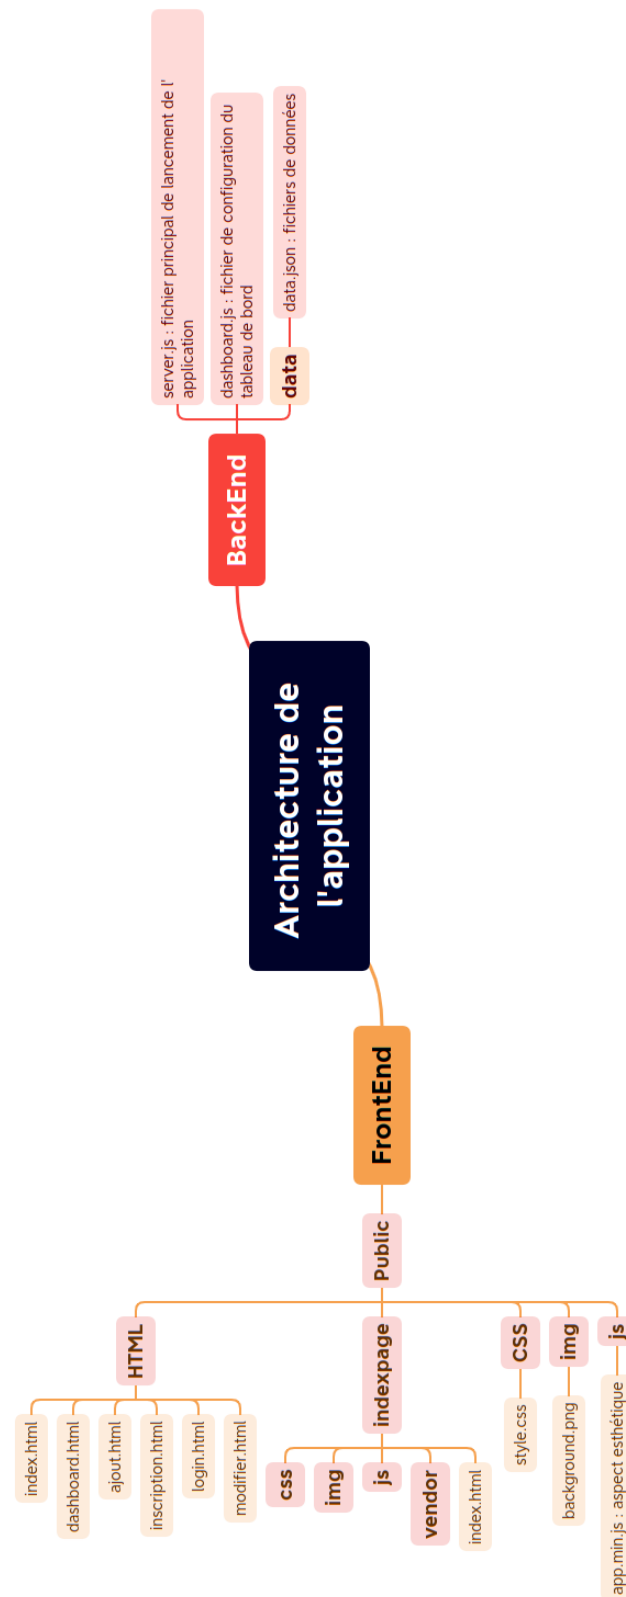 Architecture de
l'application
BackEnd
server.js : fichier principal de lancement de l'
application
dashboard.js : fichier de configuration du
tableau de bord
data
data.json : fichiers de données
FrontEnd
Public
HTML
index.html
dashboard.html
ajout.html
inscription.html
login.html
modifier.html
indexpage
css
img
js
vendor
index.html
CSS
style.css
img
background.png
js
app.min.js : aspect esthétique